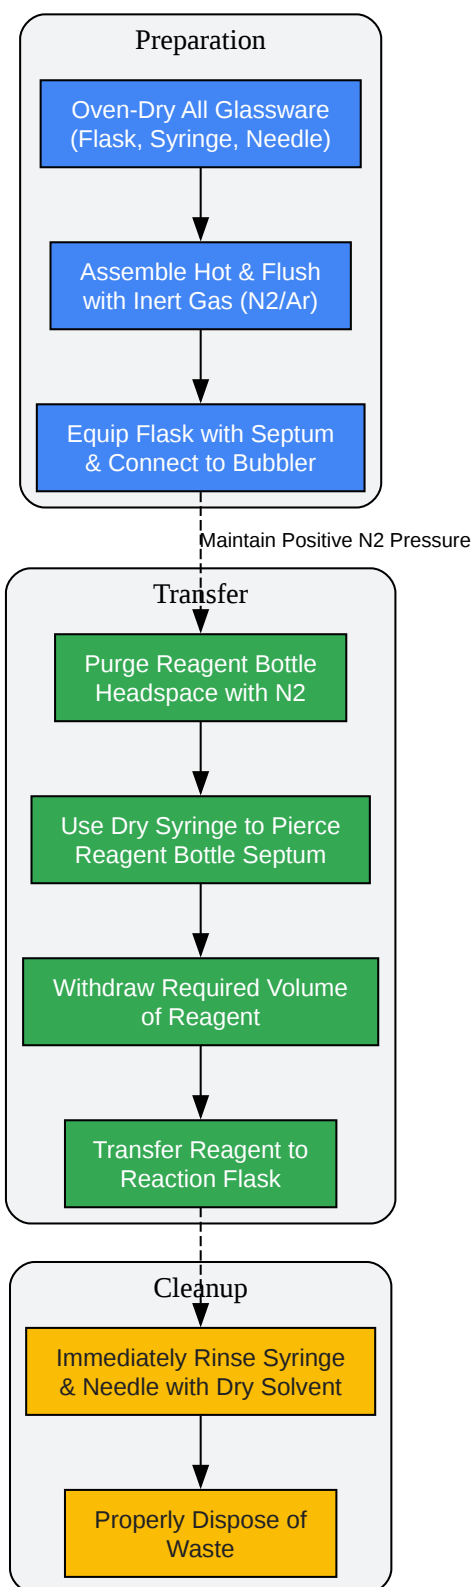 Preparation
Oven-Dry All Glassware
(Flask, Syringe, Needle)
Assemble Hot & Flush
with Inert Gas (N2/Ar)
Equip Flask with Septum
& Connect to Bubbler
Maintain Positive N2 Pressure
Transfer
Purge Reagent Bottle
Headspace with N2
Use Dry Syringe to Pierce
Reagent Bottle Septum
Withdraw Required Volume
of Reagent
Transfer Reagent to
Reaction Flask
Cleanup
Immediately Rinse Syringe
& Needle with Dry Solvent
Properly Dispose of
Waste